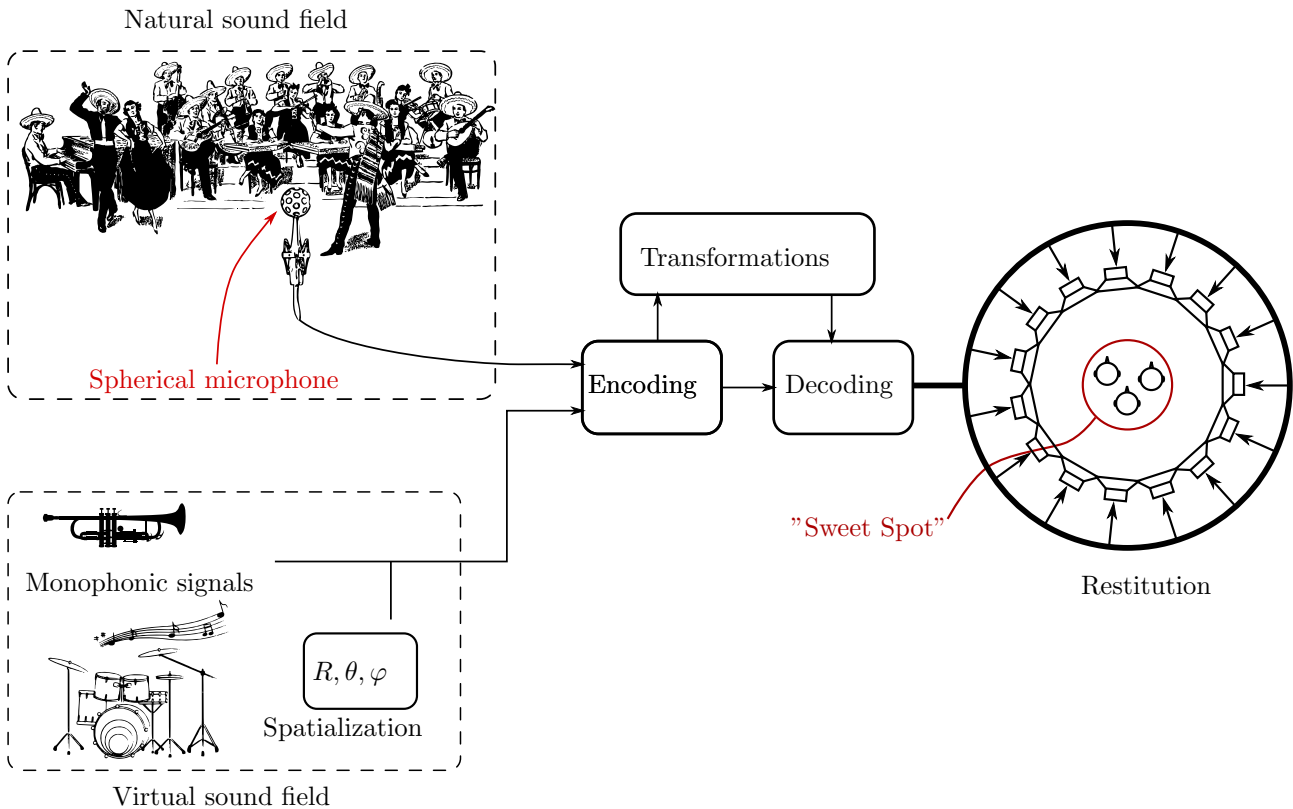 Natural sound field
Spherical microphone
Transformations
Encoding
Decoding
"Sweet Spot"
Restitution
Monophonic signals
R, θ, φ
Spatialization
Virtual sound field